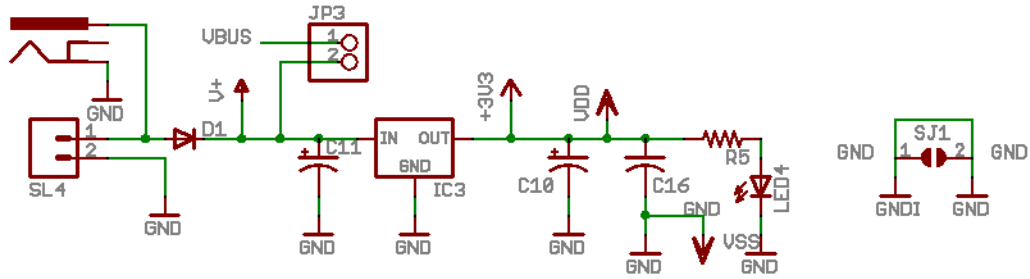 JP3
VBUS 1
2
V+
+3V3
VDD
GND
1
2
SL4
D1
C11
IN OUT
GND
IC3
C10
C16
R5
LED4
GND
VSS
GND
GND
GND
GND
GND
GND
SJ1
GND 1 2 GND
GNDI
GND